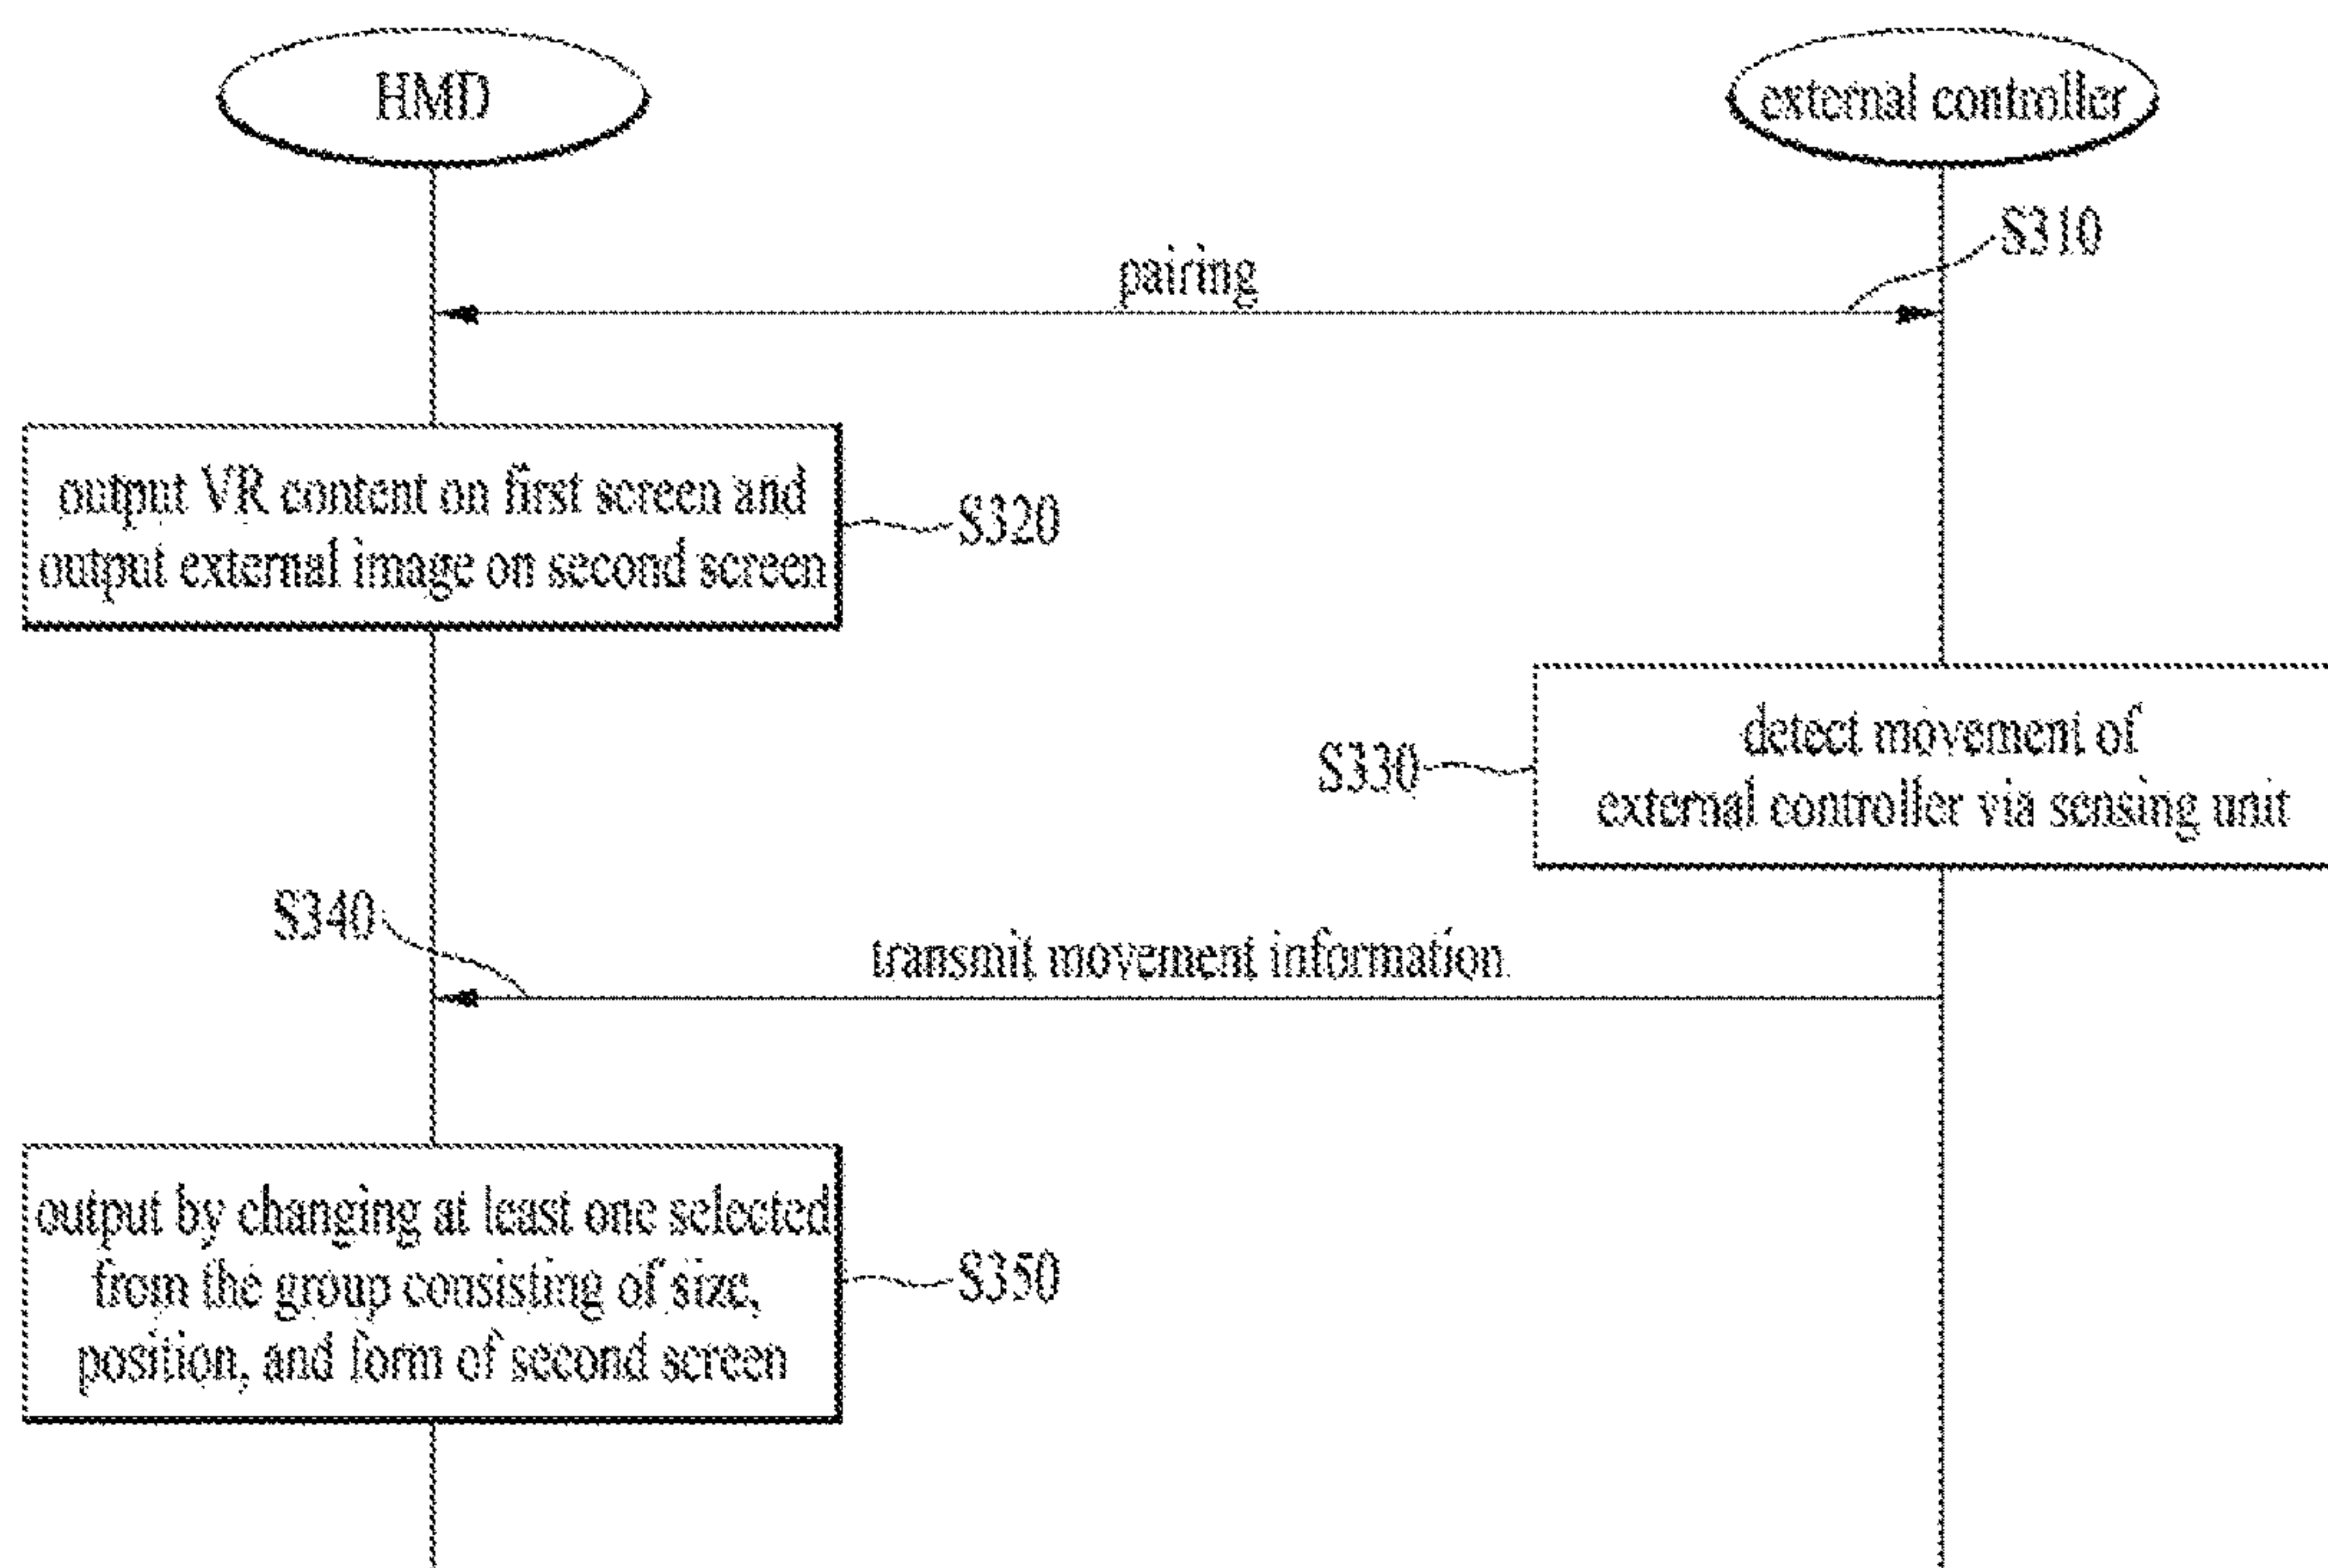 HMD
external controller
S310
pairing
output VR content on first screen and
output external image on second screen
S320
detect movement of
external controller via sensing unit
S330
S340
transmit movement information
output by changing at least one selected
from the group consisting of size,
position, and form of second screen
S350